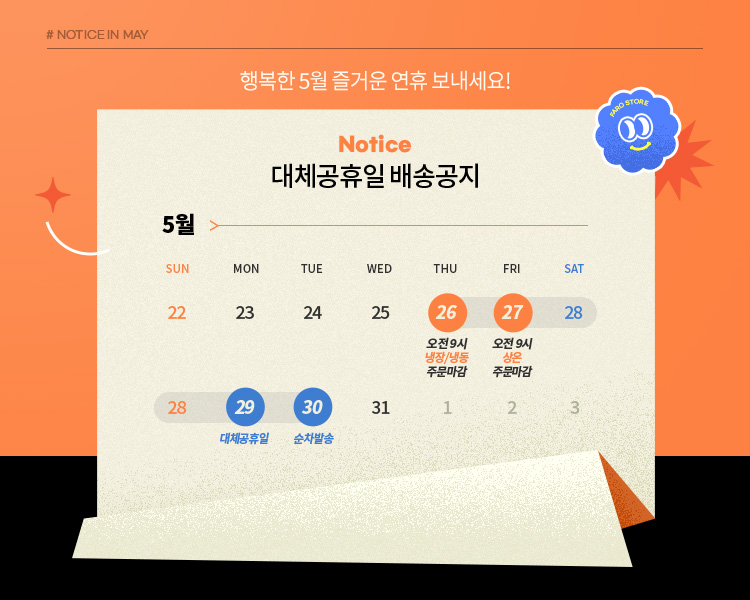 # NOTICE IN MAY
행복한 5월 즐거운 연휴 보내세요!
FARO STORE
Notice
대체공휴일 배송공지
5월
SUN MON TUE WED THU FRI SAT
22 23 24 25 26 27 28
오전 9시 오전 9시
냉장/냉동 상온
주문마감 주문마감
28 29 30 31 1 2 3
대체공휴일 순차발송